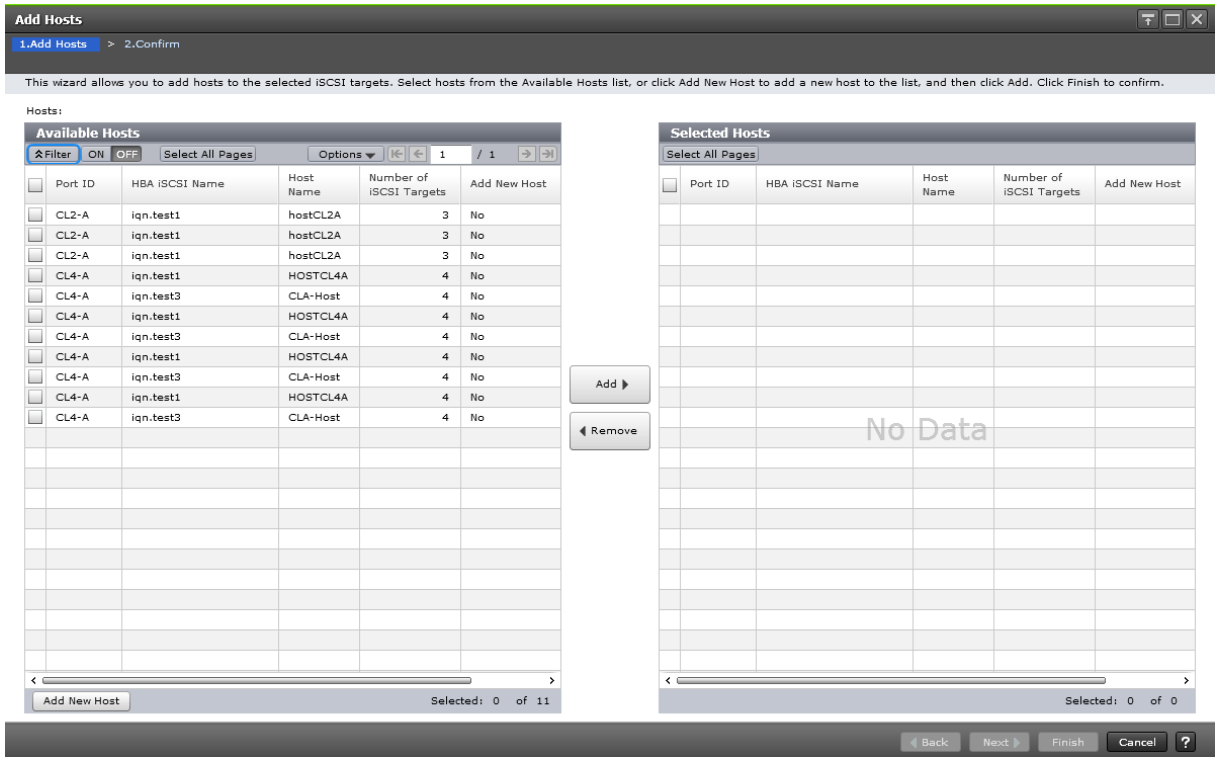 Add Hosts
1.Add Hosts > 2.Confirm
This wizard allows you to add hosts to the selected iSCSI targets. Select hosts from the Available Hosts list, or click Add New Host to add a new host to the list, and then click Add. Click Finish to confirm.
Hosts:
Available Hosts
Filter ON OFF Select All Pages Options 1 / 1
Port ID HBA iSCSI Name Host Name Number of iSCSI Targets Add New Host
CL2-A iqn.test1 hostCL2A 3 No
CL2-A iqn.test1 hostCL2A 3 No
CL2-A iqn.test1 hostCL2A 3 No
CL4-A iqn.test1 HOSTCL4A 4 No
CL4-A iqn.test3 CLA-Host 4 No
CL4-A iqn.test1 HOSTCL4A 4 No
CL4-A iqn.test3 CLA-Host 4 No
CL4-A iqn.test1 HOSTCL4A 4 No
CL4-A iqn.test3 CLA-Host 4 No
CL4-A iqn.test1 HOSTCL4A 4 No
CL4-A iqn.test3 CLA-Host 4 No
Add New Host Selected: 0 of 11
Add
Remove
Selected Hosts
Select All Pages
Port ID HBA iSCSI Name Host Name Number of iSCSI Targets Add New Host
No Data
Selected: 0 of 0
Back Next Finish Cancel ?